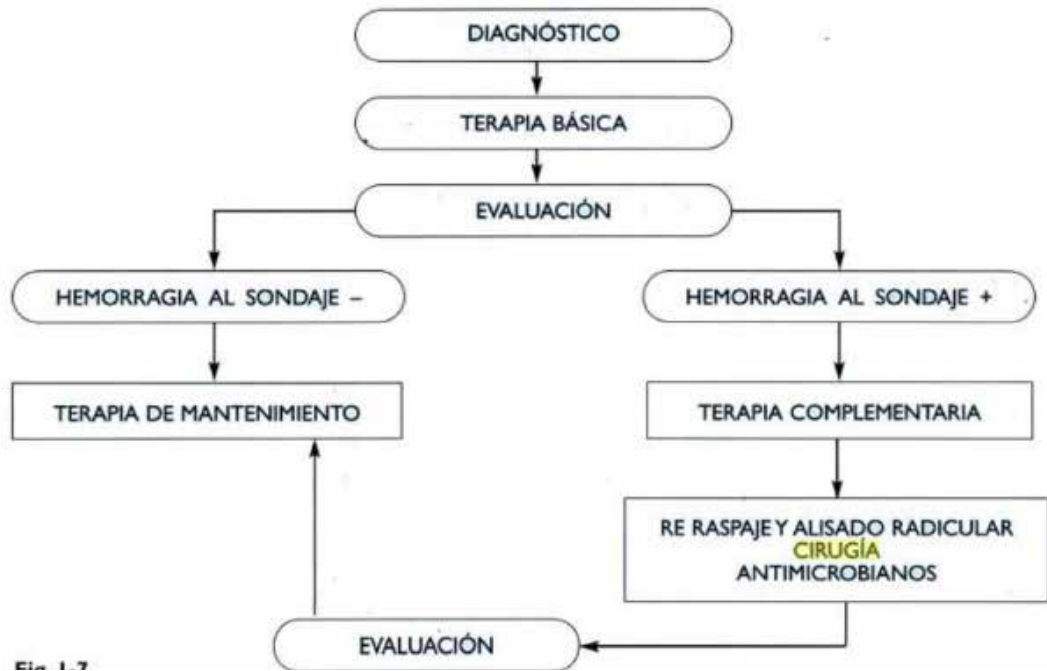 DIAGNÓSTICO
TERAPIA BÁSICA
EVALUACIÓN
HEMORRAGIA AL SONDAJE –
HEMORRAGIA AL SONDAJE +
TERAPIA DE MANTENIMIENTO
TERAPIA COMPLEMENTARIA
RE RASPAJE Y ALISADO RADICULAR
CIRUGÍA
ANTIMICROBIANOS
EVALUACIÓN